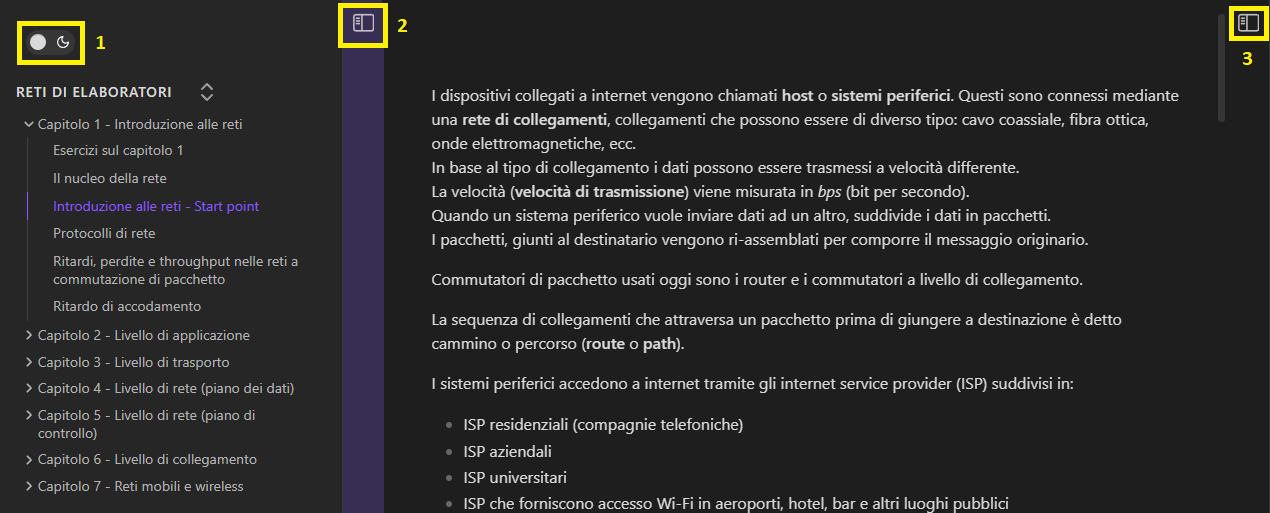 1
RETI DI ELABORATORI
Capitolo 1 - Introduzione alle reti
Esercizi sul capitolo 1
Il nucleo della rete
Introduzione alle reti - Start point
Protocolli di rete
Ritardi, perdite e throughput nelle reti a
commutazione di pacchetto
Ritardo di accodamento
Capitolo 2 - Livello di applicazione
Capitolo 3 - Livello di trasporto
Capitolo 4 - Livello di rete (piano dei dati)
Capitolo 5 - Livello di rete (piano di
controllo)
Capitolo 6 - Livello di collegamento
Capitolo 7 - Reti mobili e wireless
2
I dispositivi collegati a internet vengono chiamati host o sistemi periferici. Questi sono connessi mediante
una rete di collegamenti, collegamenti che possono essere di diverso tipo: cavo coassiale, fibra ottica,
onde elettromagnetiche, ecc.
In base al tipo di collegamento i dati possono essere trasmessi a velocità differente.
La velocità (velocità di trasmissione) viene misurata in bps (bit per secondo).
Quando un sistema periferico vuole inviare dati ad un altro, suddivide i dati in pacchetti.
I pacchetti, giunti al destinatario vengono ri-assemblati per comporre il messaggio originario.
Commutatori di pacchetto usati oggi sono i router e i commutatori a livello di collegamento.
La sequenza di collegamenti che attraversa un pacchetto prima di giungere a destinazione è detto
cammino o percorso (route o path).
I sistemi periferici accedono a internet tramite gli internet service provider (ISP) suddivisi in:
ISP residenziali (compagnie telefoniche)
ISP aziendali
ISP universitari
ISP che forniscono accesso Wi-Fi in aeroporti, hotel, bar e altri luoghi pubblici
3